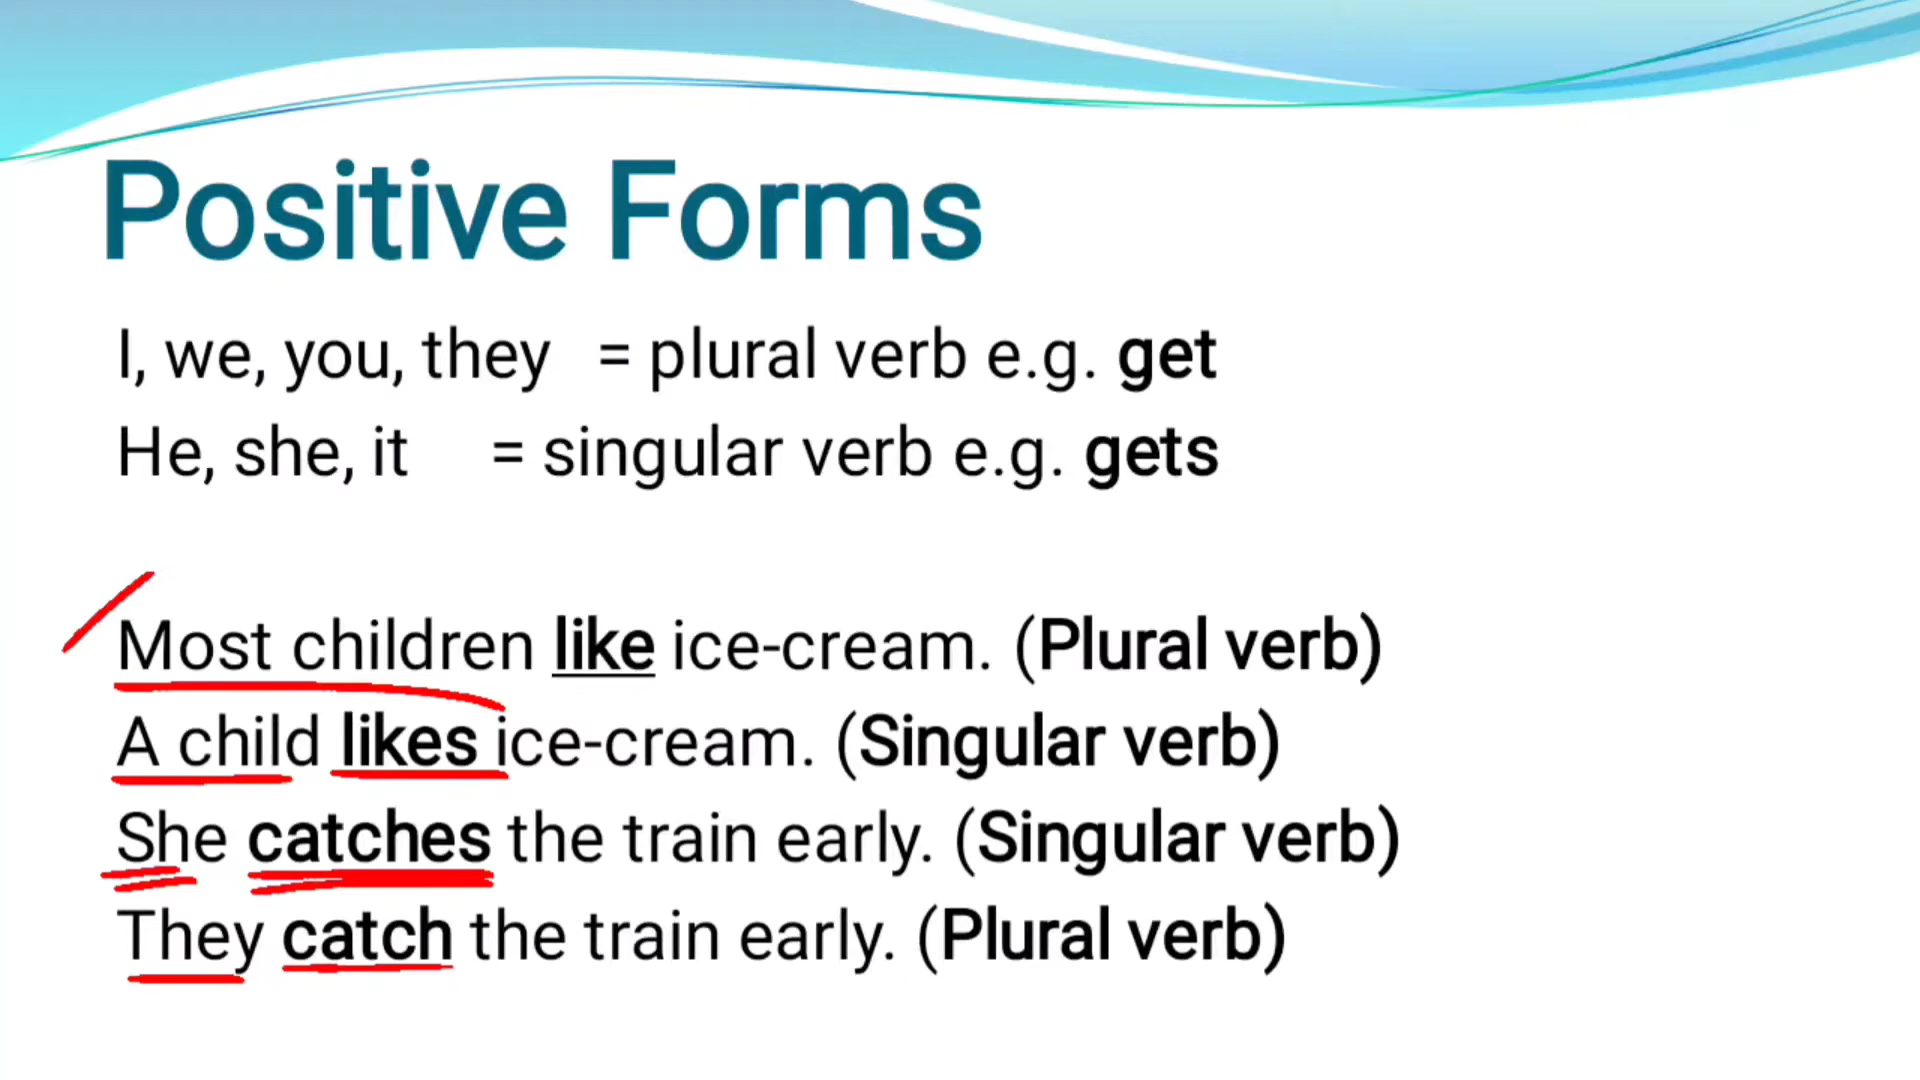 Positive Forms
I, we, you, they = plural verb e.g. get
He, she, it = singular verb e.g. gets
Most children like ice-cream. (Plural verb)
A child likes ice-cream. (Singular verb)
She catches the train early. (Singular verb)
They catch the train early. (Plural verb)